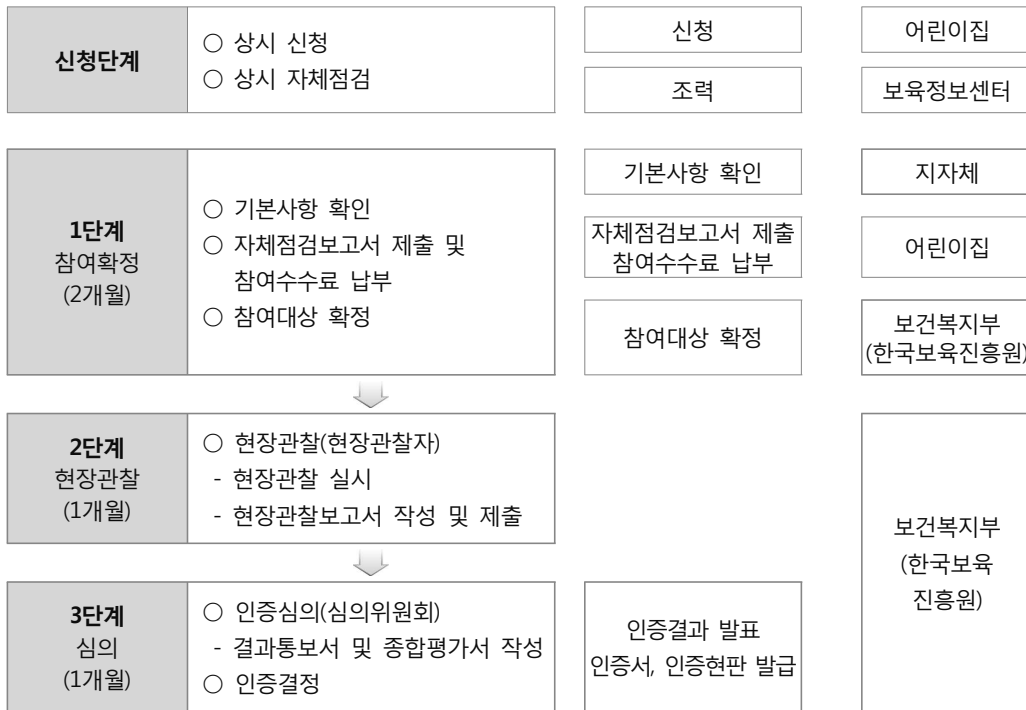 신청단계
○ 상시 신청
○ 상시 자체점검
신청
어린이집
조력
보육정보센터
1단계
참여확정
(2개월)
○ 기본사항 확인
○ 자체점검보고서 제출 및
참여수수료 납부
○ 참여대상 확정
기본사항 확인
지자체
자체점검보고서 제출
참여수수료 납부
어린이집
참여대상 확정
보건복지부
(한국보육진흥원)
2단계
현장관찰
(1개월)
○ 현장관찰(현장관찰자)
- 현장관찰 실시
- 현장관찰보고서 작성 및 제출
보건복지부
(한국보육
진흥원)
3단계
심의
(1개월)
○ 인증심의(심의위원회)
- 결과통보서 및 종합평가서 작성
○ 인증결정
인증결과 발표
인증서, 인증현판 발급